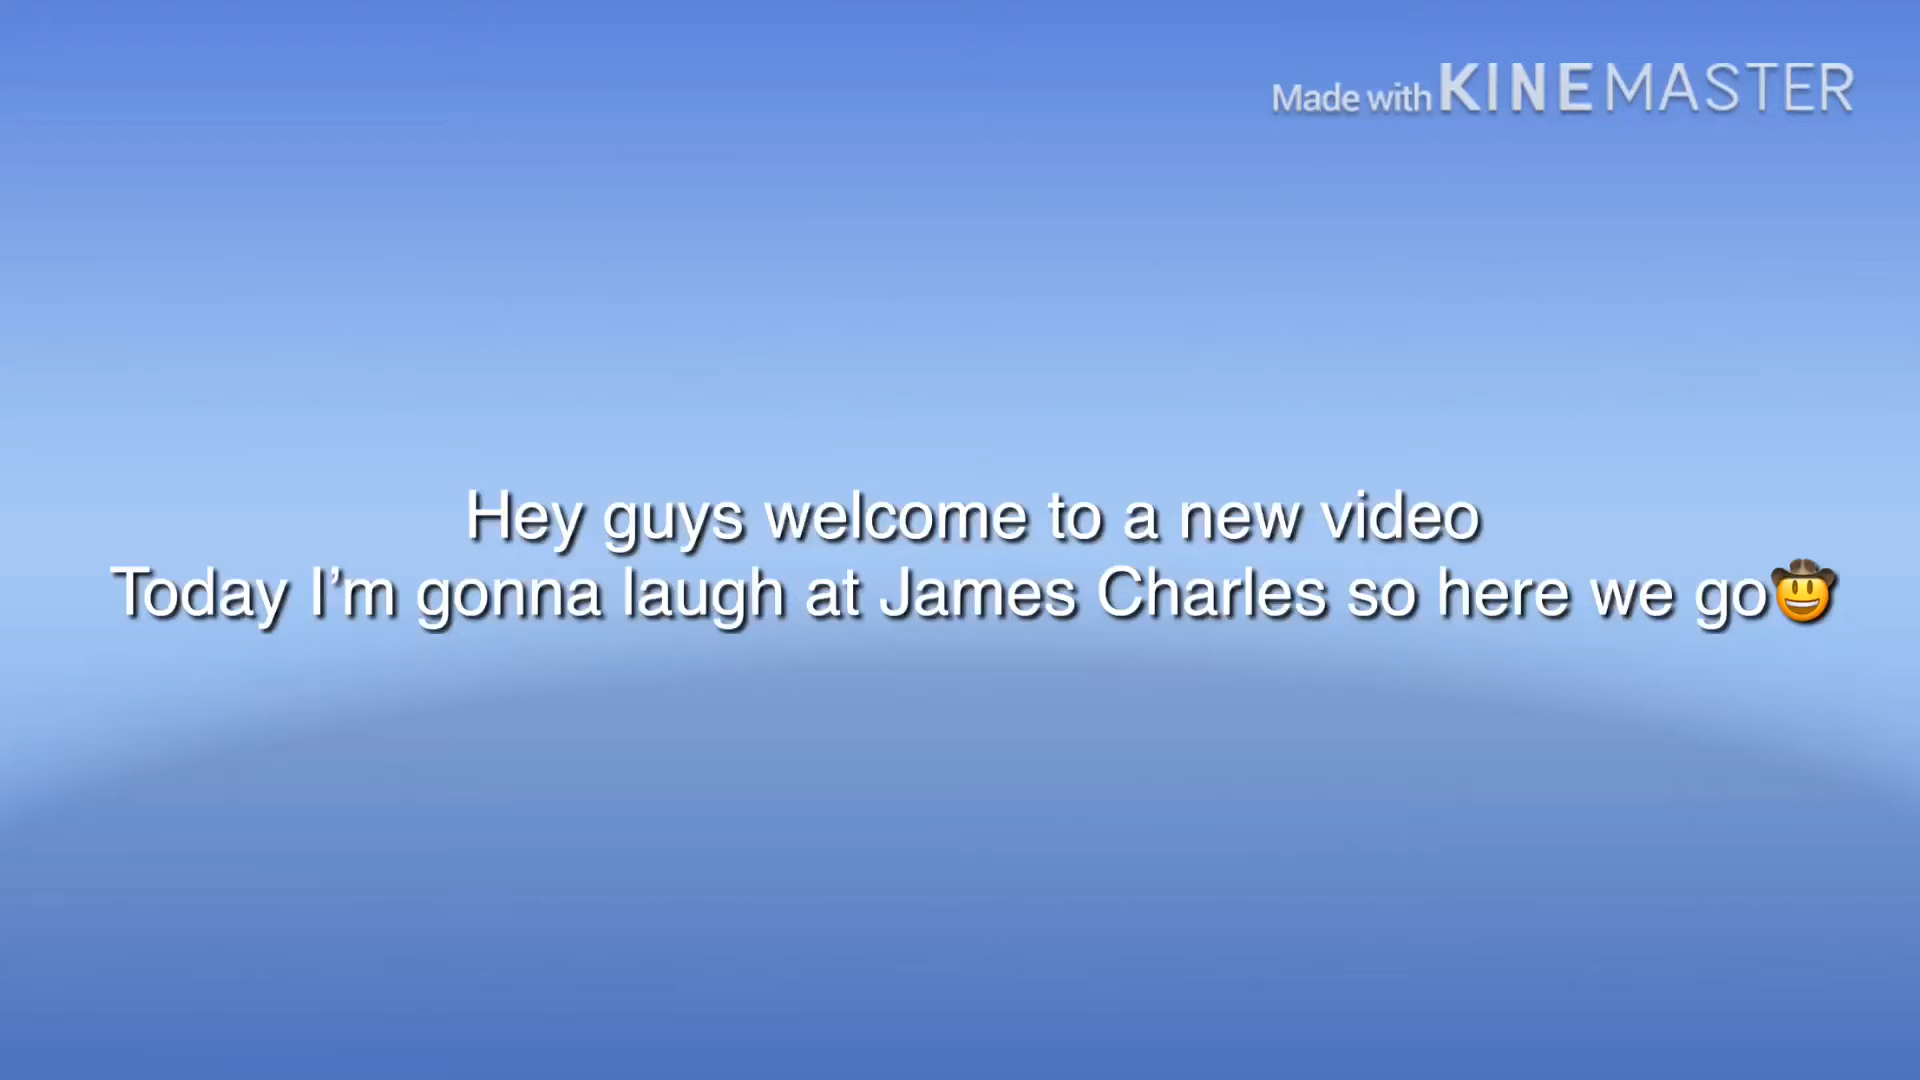 Made with KINEMASTER
Hey guys welcome to a new video
Today I’m gonna laugh at James Charles so here we go🤠